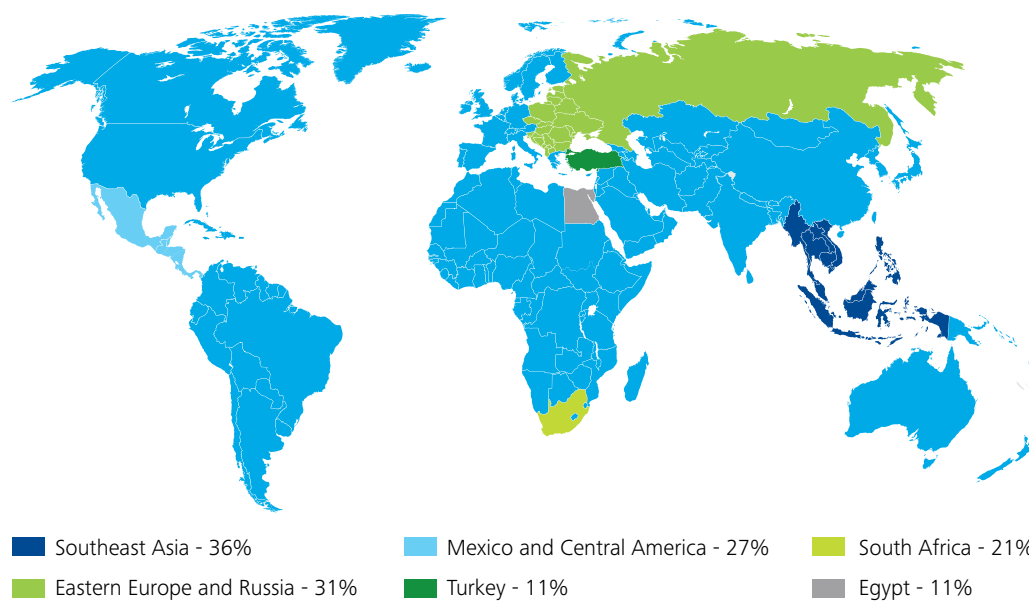 Southeast Asia - 36%
Mexico and Central America - 27%
South Africa - 21%
Eastern Europe and Russia - 31%
Turkey - 11%
Egypt - 11%